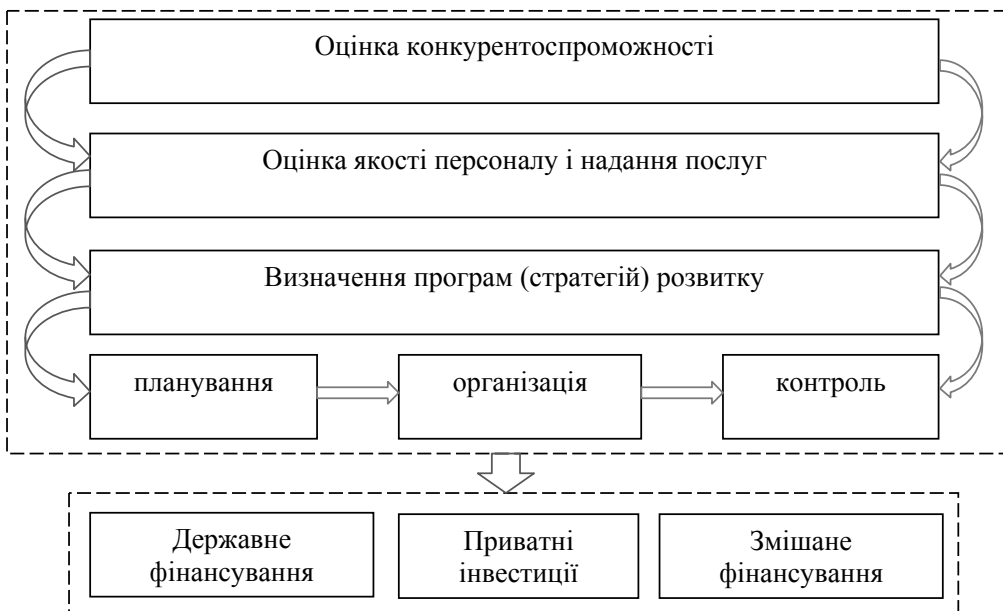 Оцінка конкурентоспроможності
Оцінка якості персоналу і надання послуг
Визначення програм (стратегій) розвитку
планування
організація
контроль
Державне
фінансування
Приватні
інвестиції
Змішане
фінансування